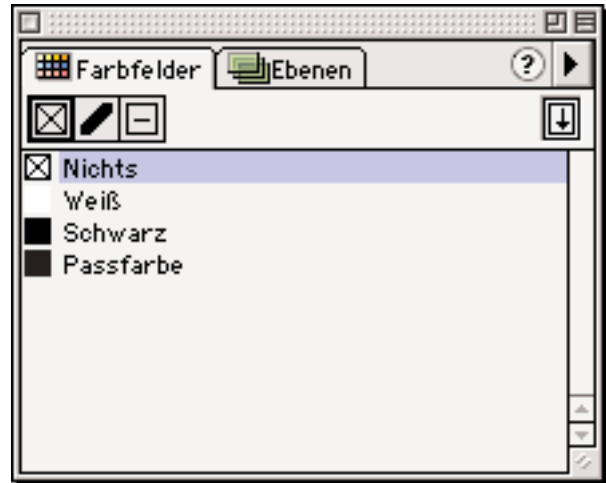 Farbfelder Ebenen ?
Nichts
Weiß
Schwarz
Passfarbe